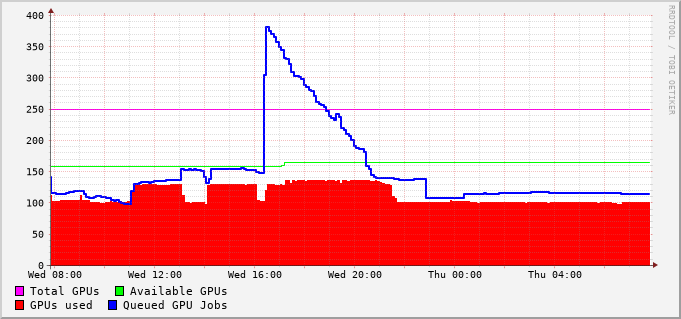 400
350
300
250
200
150
100
50
0
Wed 08:00 Wed 12:00 Wed 16:00 Wed 20:00 Thu 00:00 Thu 04:00
Total GPUs Available GPUs
GPUs used Queued GPU Jobs
RRDTOOL / TOBI OETIKER